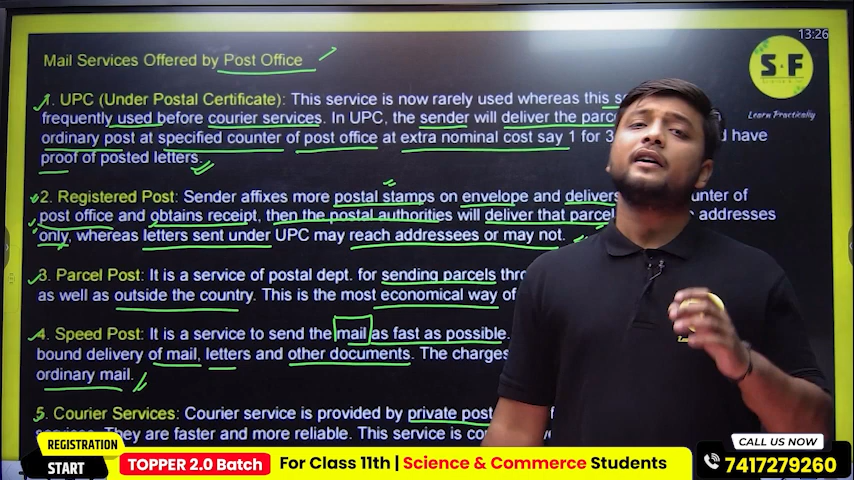 13:26
Mail Services Offered by Post Office
S F
Learn Practically
1. UPC (Under Postal Certificate): This service is now rarely used whereas this
frequently used before courier services. In UPC, the sender will deliver the
ordinary post at specified counter of post office at extra nominal cost say 1 for 3 have
proof of posted letters.
2. Registered Post: Sender affixes more postal stamps on envelope and delivers of
post office and obtains receipt, then the postal authorities will deliver that parcel addresses
only, whereas letters sent under UPC may reach addressees or may not.
3. Parcel Post: It is a service of postal dept. for sending parcels
as well as outside the country. This is the most economical way of
4. Speed Post: It is a service to send the mail as fast as possible.
bound delivery of mail, letters and other documents. The charges
ordinary mail.
5. Courier Services: Courier service is provided by private
They are faster and more reliable. This service is
REGISTRATION
START
TOPPER 2.0 Batch
For Class 11th | Science & Commerce Students
CALL US NOW
7417279260